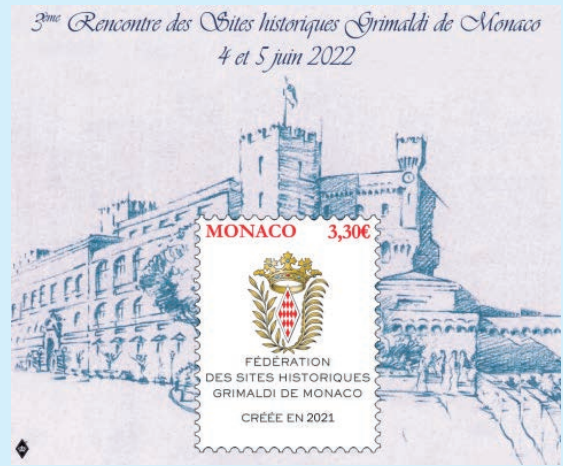 3ème Rencontre des Sites historiques Grimaldi de Monaco
4 et 5 juin 2022
MONACO 3,30€
FÉDÉRATION
DES SITES HISTORIQUES
GRIMALDI DE MONACO
CRÉÉE EN 2021